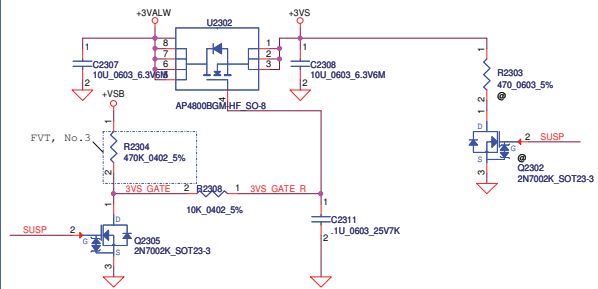 +3VALW
U2302
+3VS
8
7
6
5
1
2
3
4
1
C2307
10U_0603_6.3V6M
2
1
C2308
10U_0603_6.3V6M
2
AP4800BGM-HF_SO-8
1
R2303
470_0603_5%
@
2
+VSB
FVT, No.3
1
R2304
470K_0402_5%
2
1
D
SUSP
2
G
S
3
@
Q2302
2N7002K_SOT23-3
3VS_GATE
2
R2308
1
3VS_GATE_R
10K_0402_5%
1
C2311
.1U_0603_25V7K
2
SUSP
2
G
1
D
S
3
Q2305
2N7002K_SOT23-3